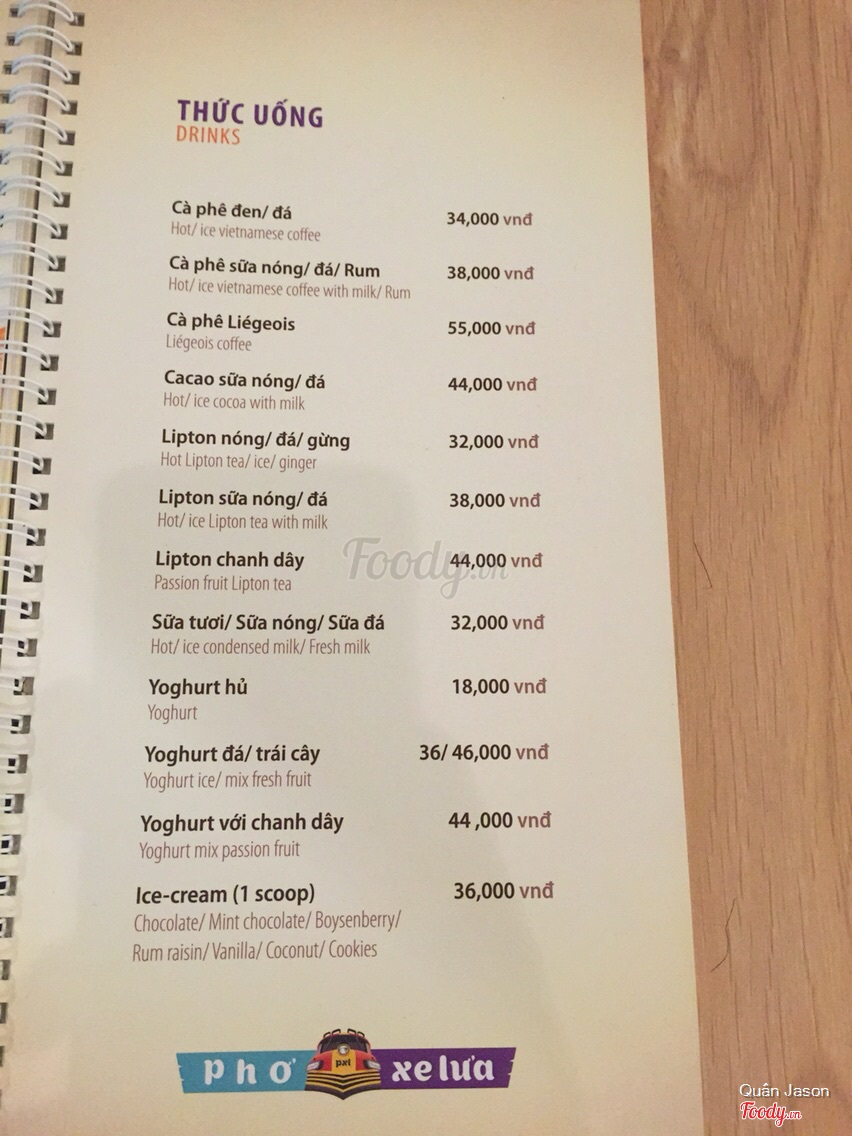 THỨC UỐNG
DRINKS
Cà phê đen/ đá 34,000 vnđ
Hot/ ice vietnamese coffee
Cà phê sữa nóng/ đá/ Rum 38,000 vnđ
Hot/ ice vietnamese coffee with milk/ Rum
Cà phê Liégeois 55,000 vnđ
Liégeois coffee
Cacao sữa nóng/ đá 44,000 vnđ
Hot/ ice cocoa with milk
Lipton nóng/ đá/ gừng 32,000 vnđ
Hot Lipton tea/ ice/ ginger
Lipton sữa nóng/ đá 38,000 vnđ
Hot/ ice Lipton tea with milk
Lipton chanh dây 44,000 vnđ
Foody.vn
Passion fruit Lipton tea
Sữa tươi/ Sữa nóng/ Sữa đá 32,000 vnđ
Hot/ ice condensed milk/ Fresh milk
Yoghurt hủ 18,000 vnđ
Yoghurt
Yoghurt đá/ trái cây 36/ 46,000 vnđ
Yoghurt ice/ mix fresh fruit
Yoghurt với chanh dây 44 ,000 vnđ
Yoghurt mix passion fruit
Ice-cream (1 scoop) 36,000 vnđ
Chocolate/ Mint chocolate/ Boysenberry/
Rum raisin/ Vanilla/ Coconut/ Cookies
phở pxl xe lửa
Quân Jason
Foody.vn